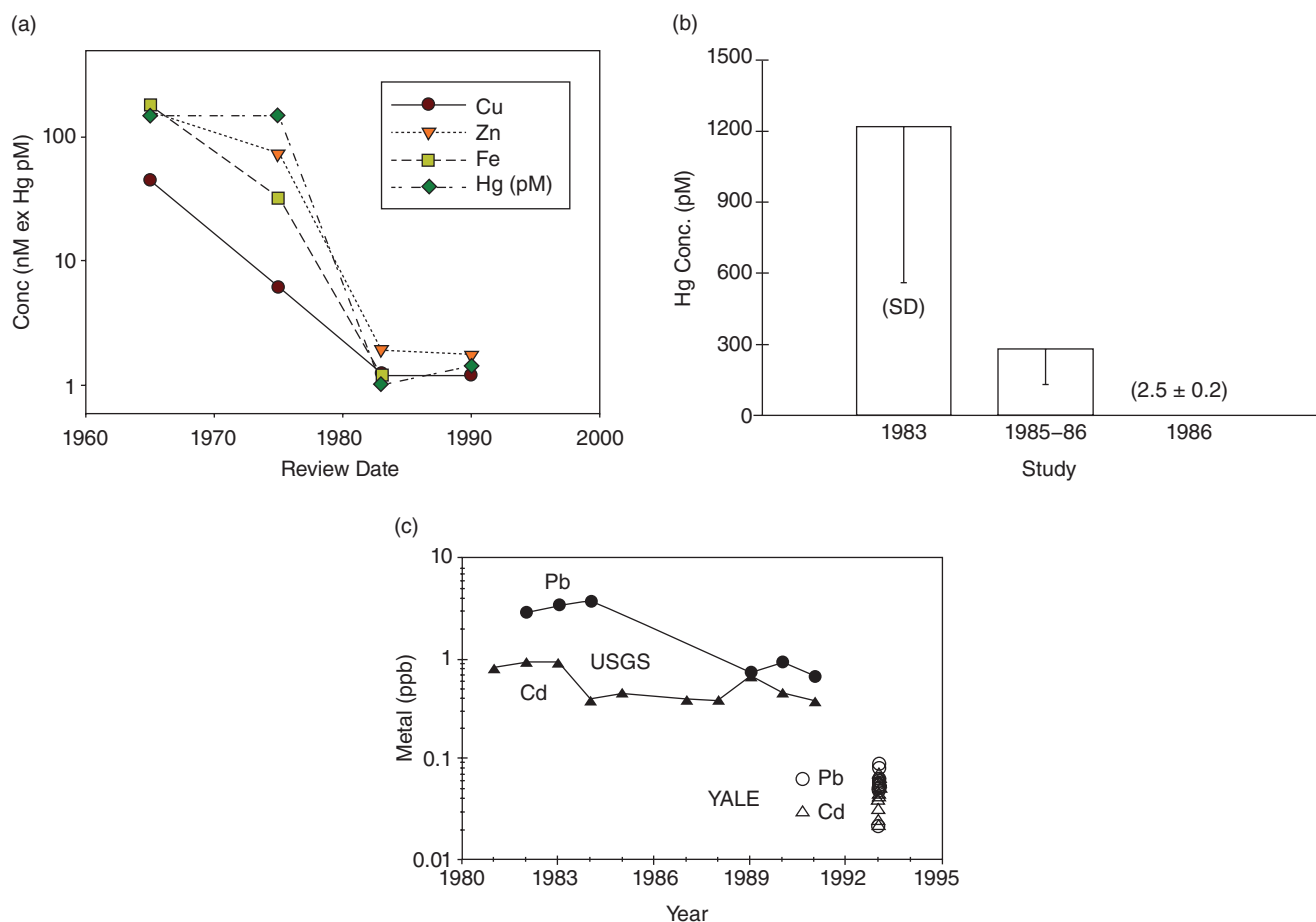 (a)
100
10
1
Conc (nM ex Hg pM)
Cu
Zn
Fe
Hg (pM)
1960
1970
1980
1990
2000
Review Date
(b)
1500
1200
900
600
300
0
Hg Conc. (pM)
(SD)
(2.5 ± 0.2)
1983
1985–86
1986
Study
(c)
10
1
0.1
0.01
Metal (ppb)
Pb
USGS
Cd
Pb
YALE
Cd
1980
1983
1986
1989
1992
1995
Year